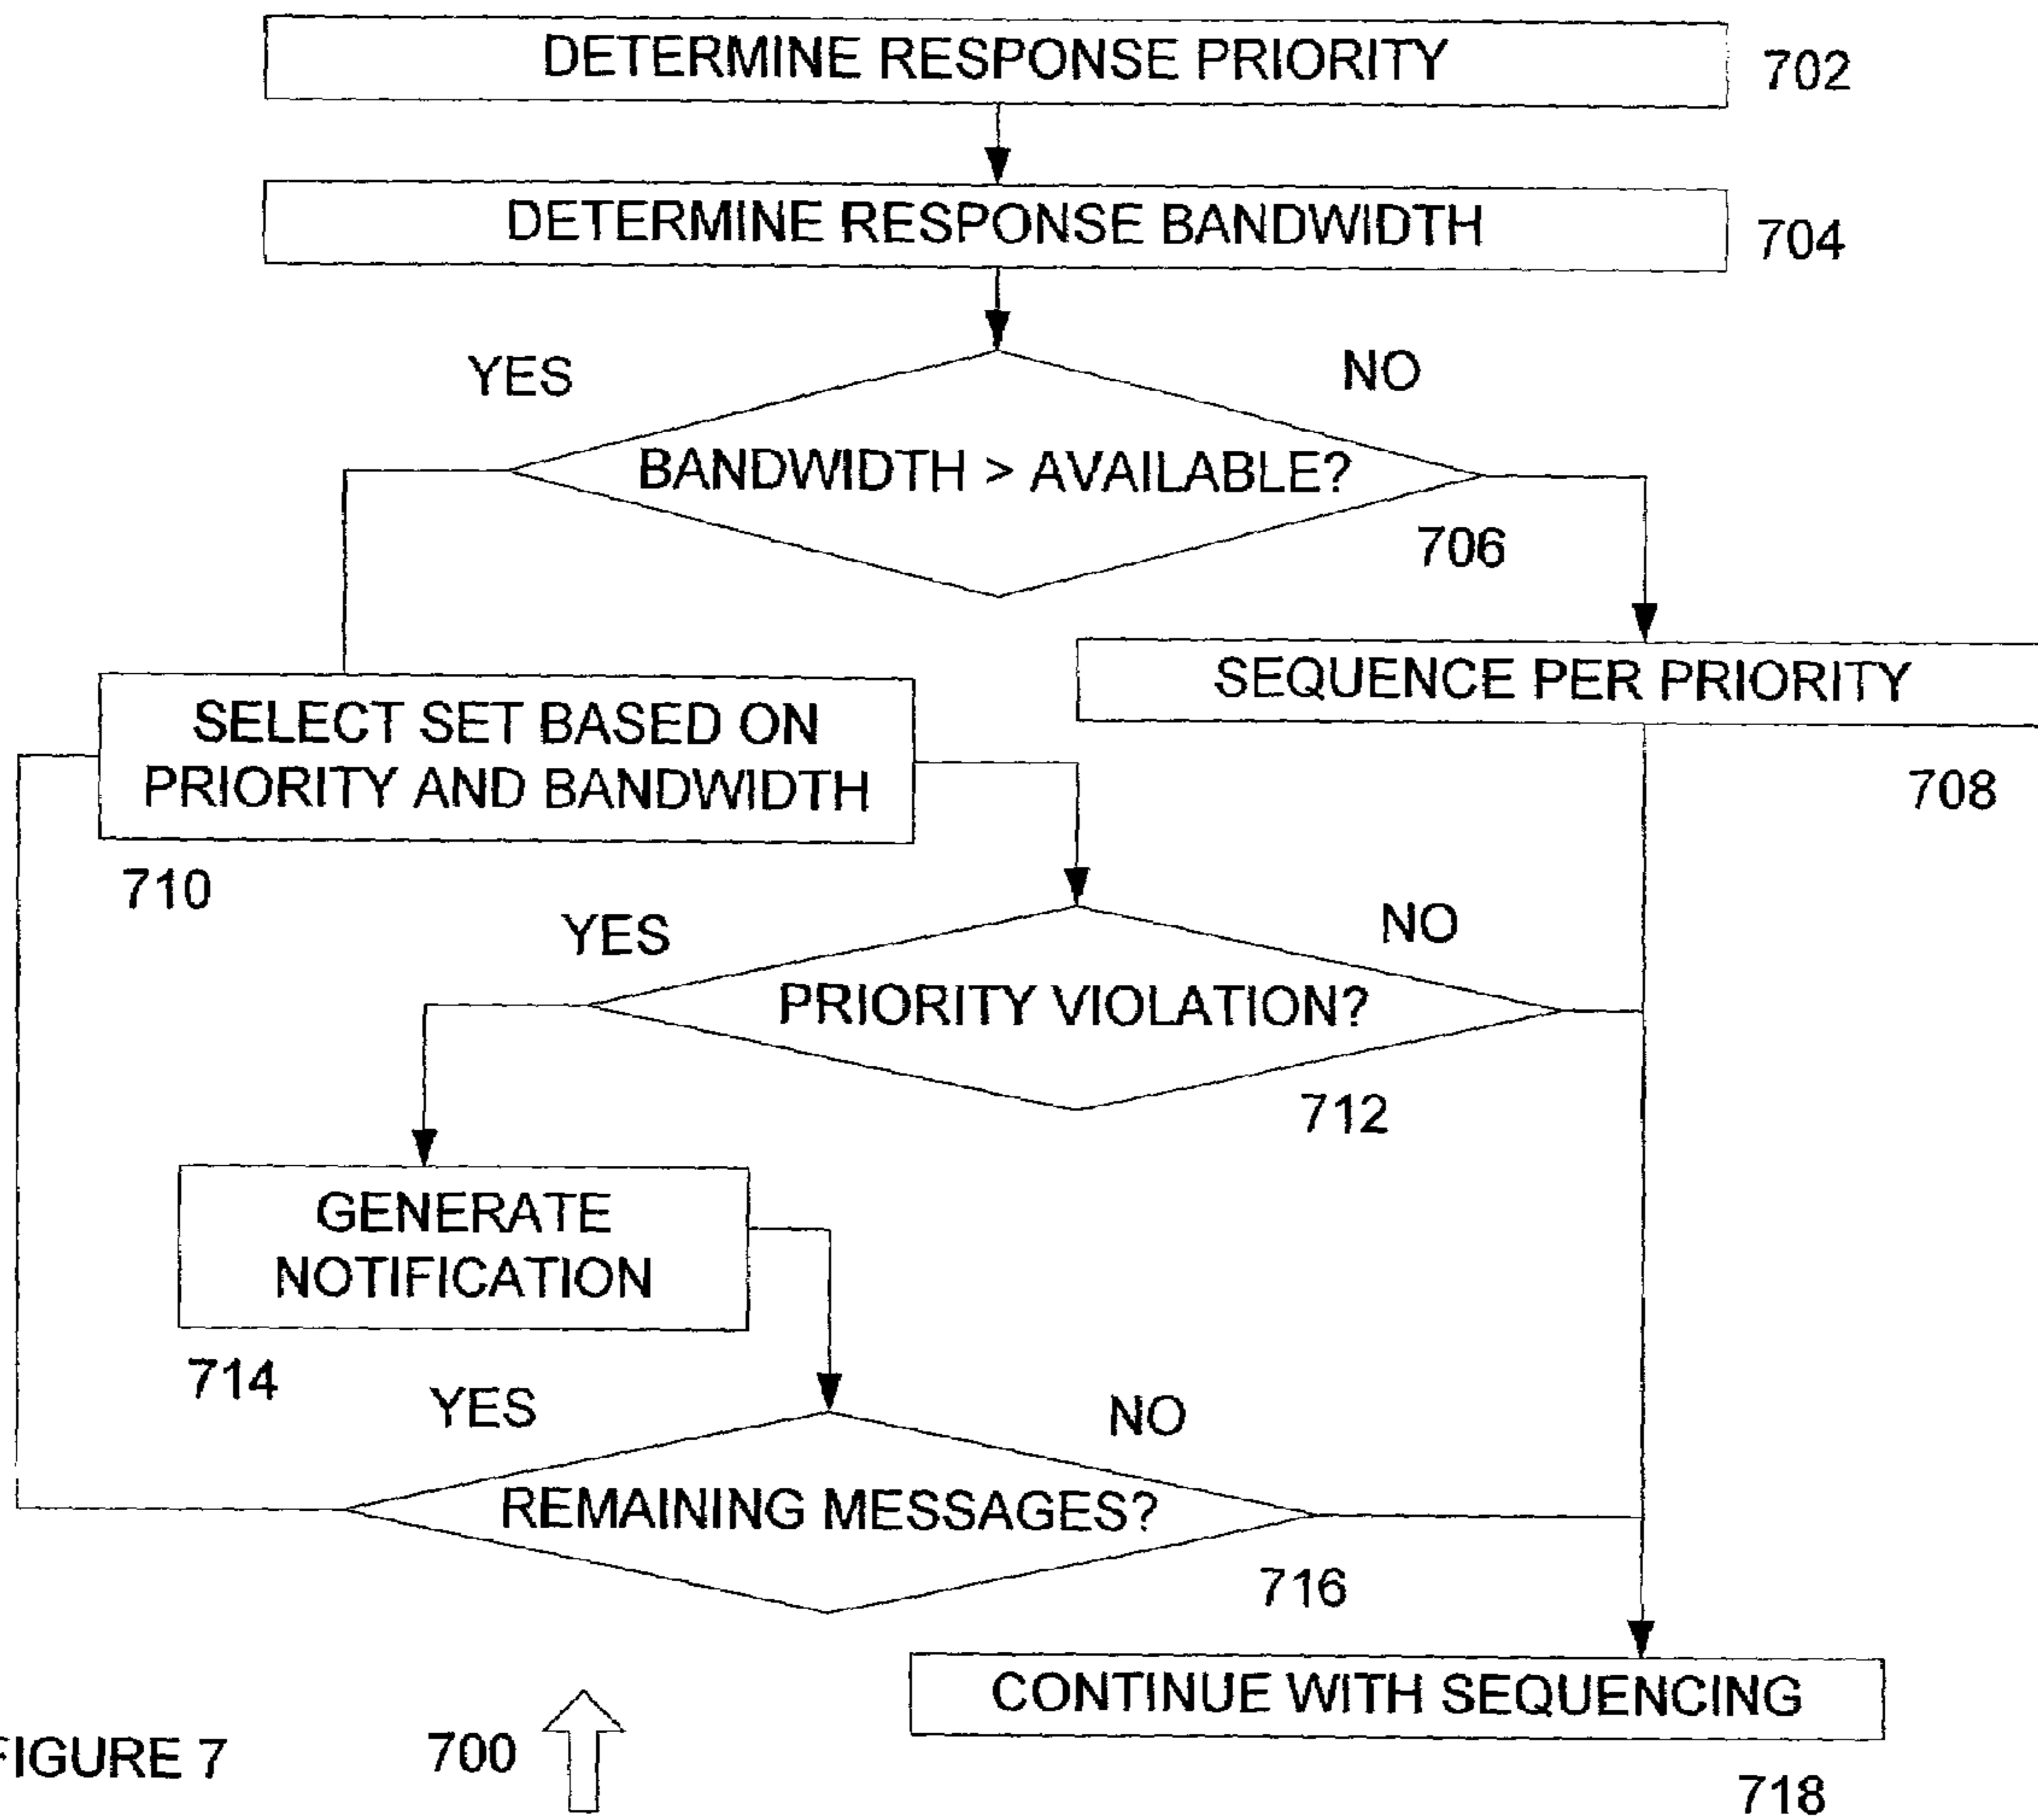 DETERMINE RESPONSE PRIORITY
702
DETERMINE RESPONSE BANDWIDTH
704
YES
NO
BANDWIDTH > AVAILABLE?
706
SEQUENCE PER PRIORITY
708
SELECT SET BASED ON
PRIORITY AND BANDWIDTH
710
YES
NO
PRIORITY VIOLATION?
712
GENERATE
NOTIFICATION
714
YES
NO
REMAINING MESSAGES?
716
CONTINUE WITH SEQUENCING
718
FIGURE 7
700